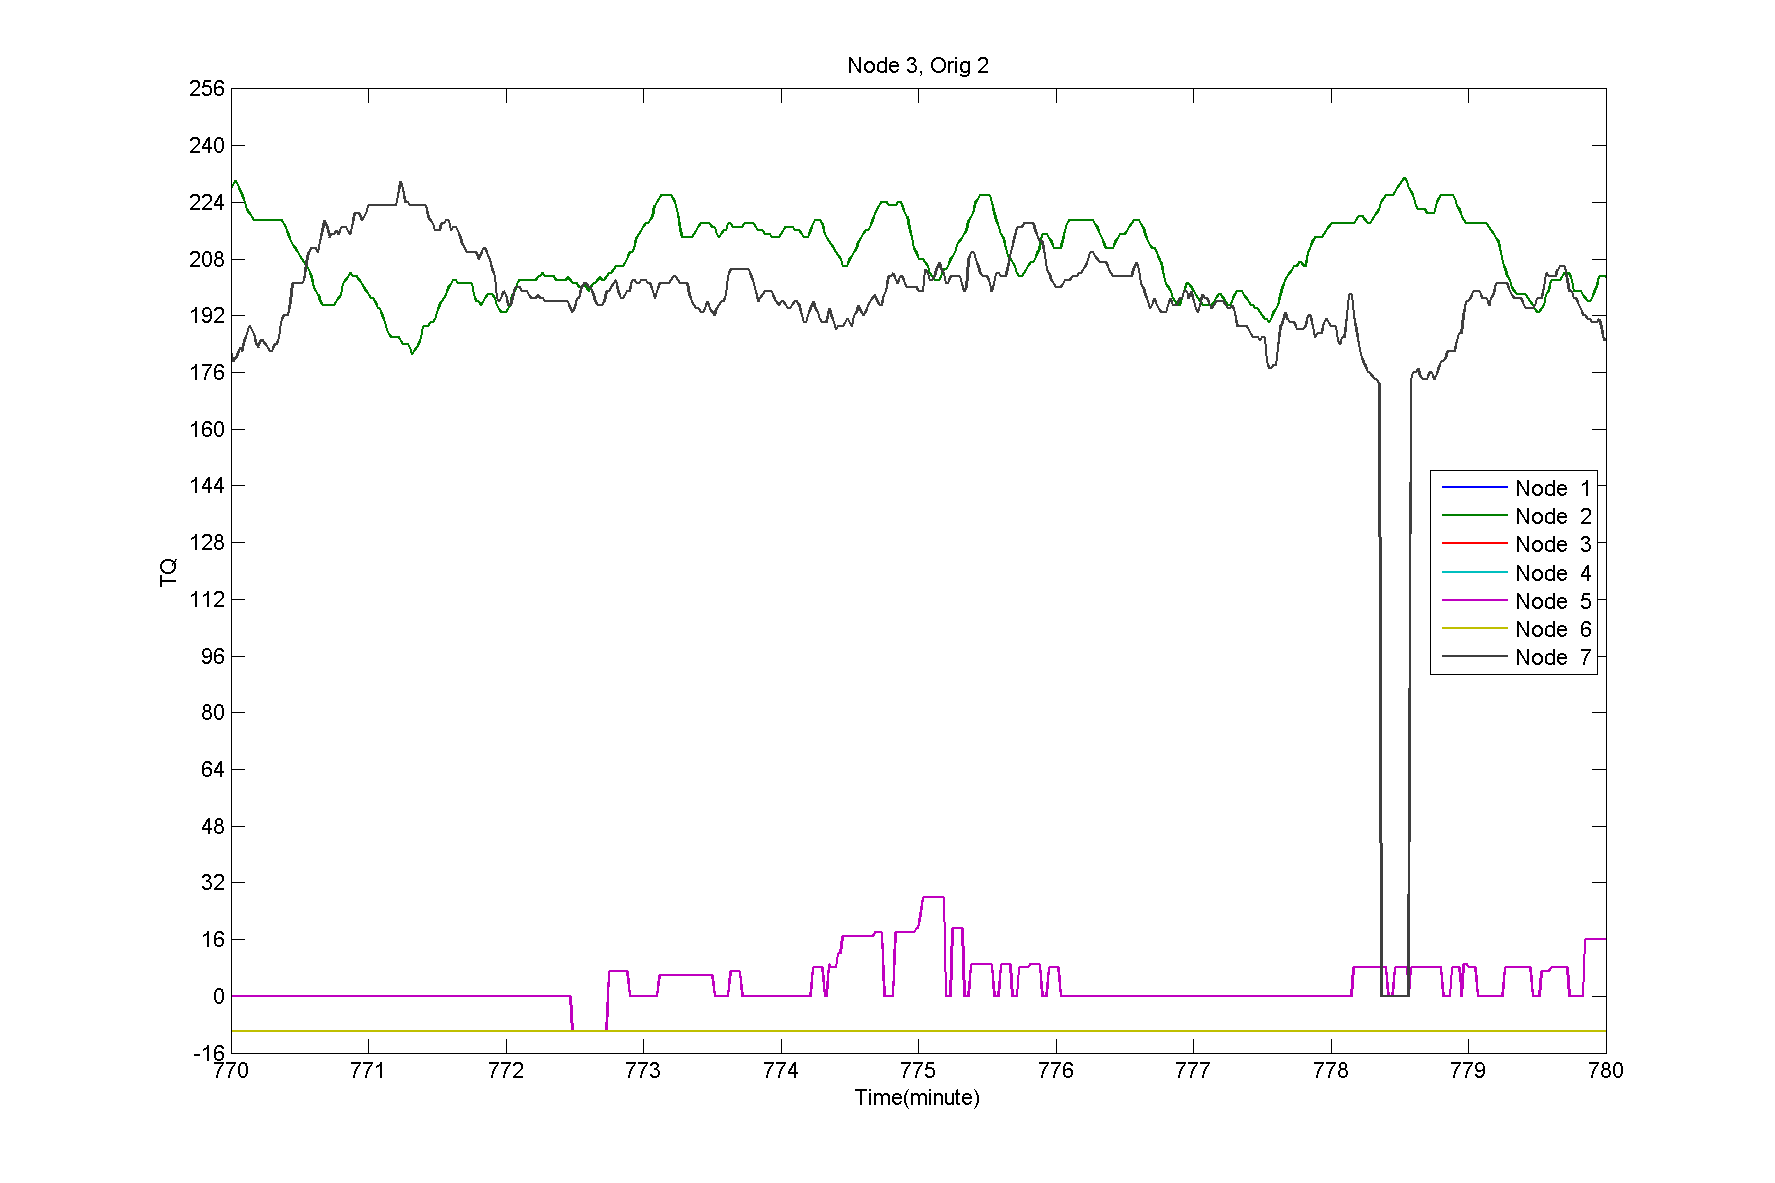 Node 3, Orig 2
256
240
224
208
192
176
160
144
128
112
96
80
64
48
32
16
0
-16
TQ
Node 1
Node 2
Node 3
Node 4
Node 5
Node 6
Node 7
770 771 772 773 774 775 776 777 778 779 780
Time(minute)